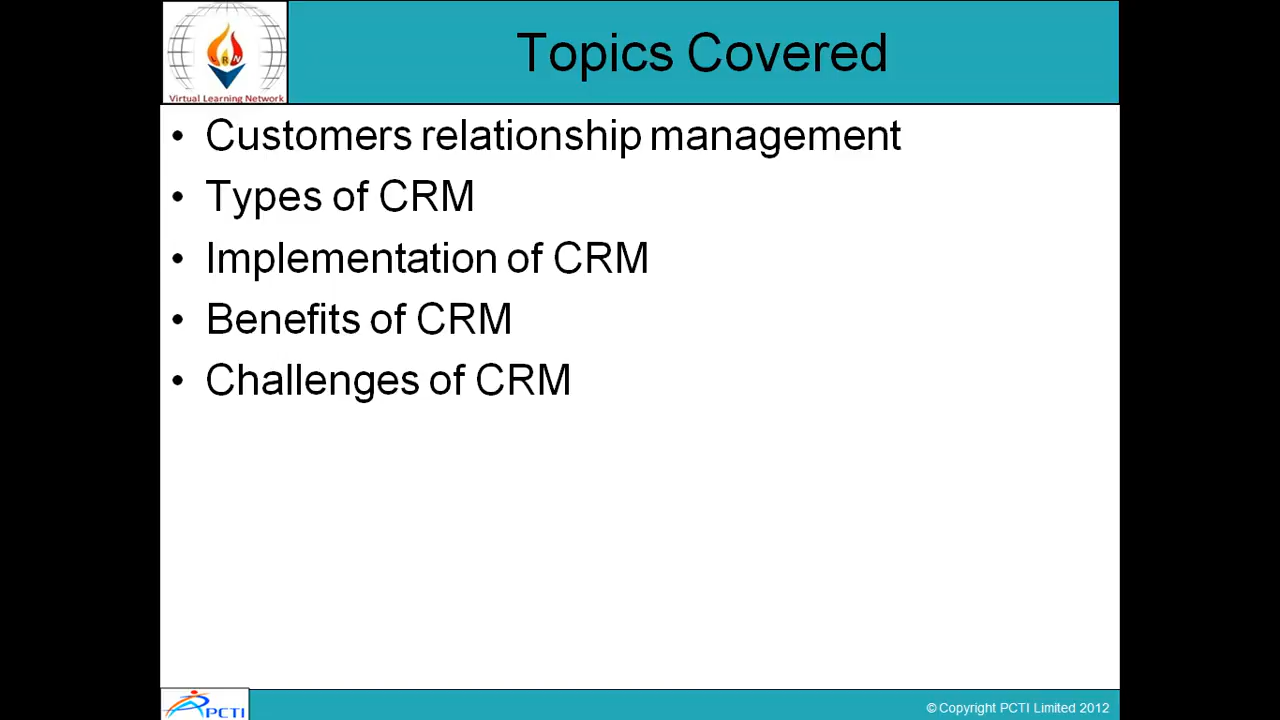 Topics Covered
LRN
Virtual Learning Network
• Customers relationship management
• Types of CRM
• Implementation of CRM
• Benefits of CRM
• Challenges of CRM
PCTI
© Copyright PCTI Limited 2012